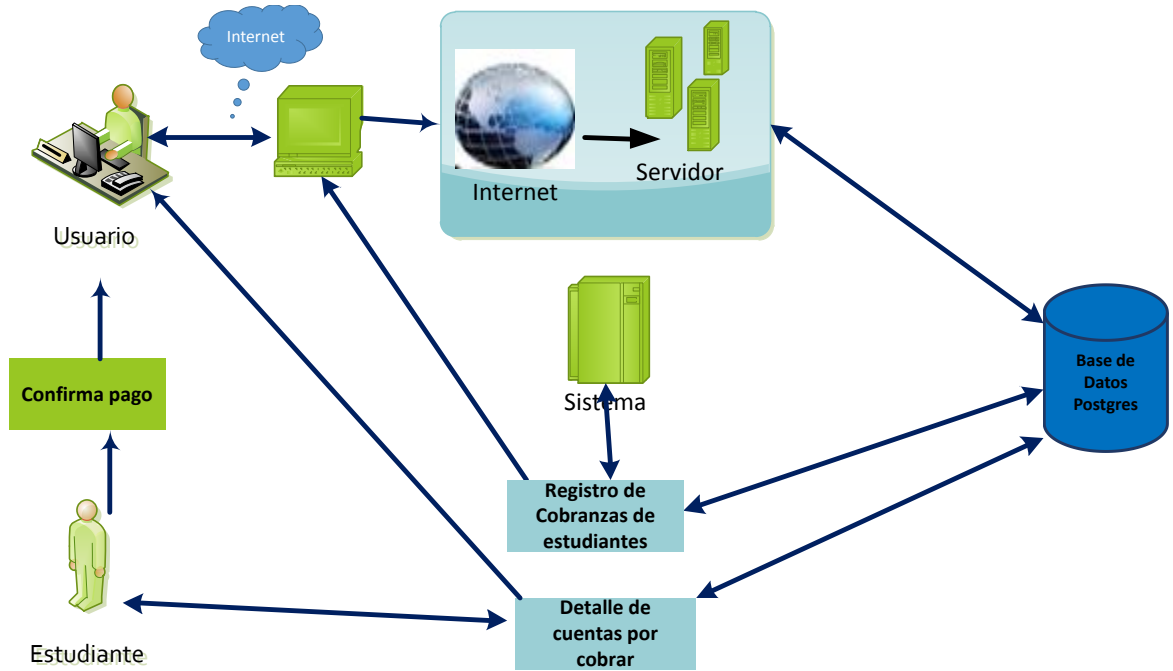 Internet
Internet
Servidor
Usuario
Sistema
Base de
Datos
Postgres
Confirma pago
Registro de
Cobranzas de
estudiantes
Detalle de
cuentas por
cobrar
Estudiante